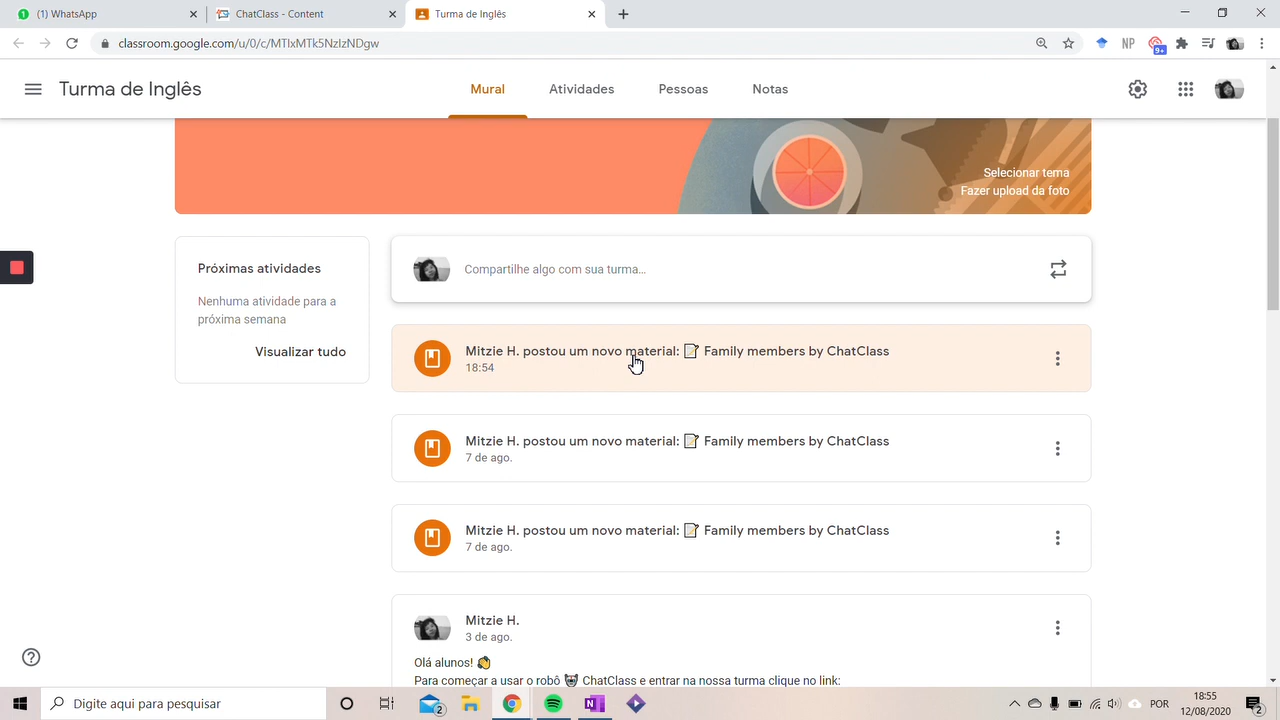 (1) WhatsApp
ChatClass - Content
Turma de Inglês
classroom.google.com/u/0/c/MTIxMTk5NzIzNDgw
NP
9+
Turma de Inglês
Mural
Atividades
Pessoas
Notas
Selecionar tema
Fazer upload da foto
Próximas atividades
Nenhuma atividade para a
próxima semana
Visualizar tudo
Compartilhe algo com sua turma...
Mitzie H. postou um novo material: 📝 Family members by ChatClass
18:54
Mitzie H. postou um novo material: 📝 Family members by ChatClass
7 de ago.
Mitzie H. postou um novo material: 📝 Family members by ChatClass
7 de ago.
Mitzie H.
3 de ago.
Olá alunos! 👏
Para começar a usar o robô ChatClass e entrar na nossa turma clique no link:
Digite aqui para pesquisar
2
POR
18:55
12/08/2020
2